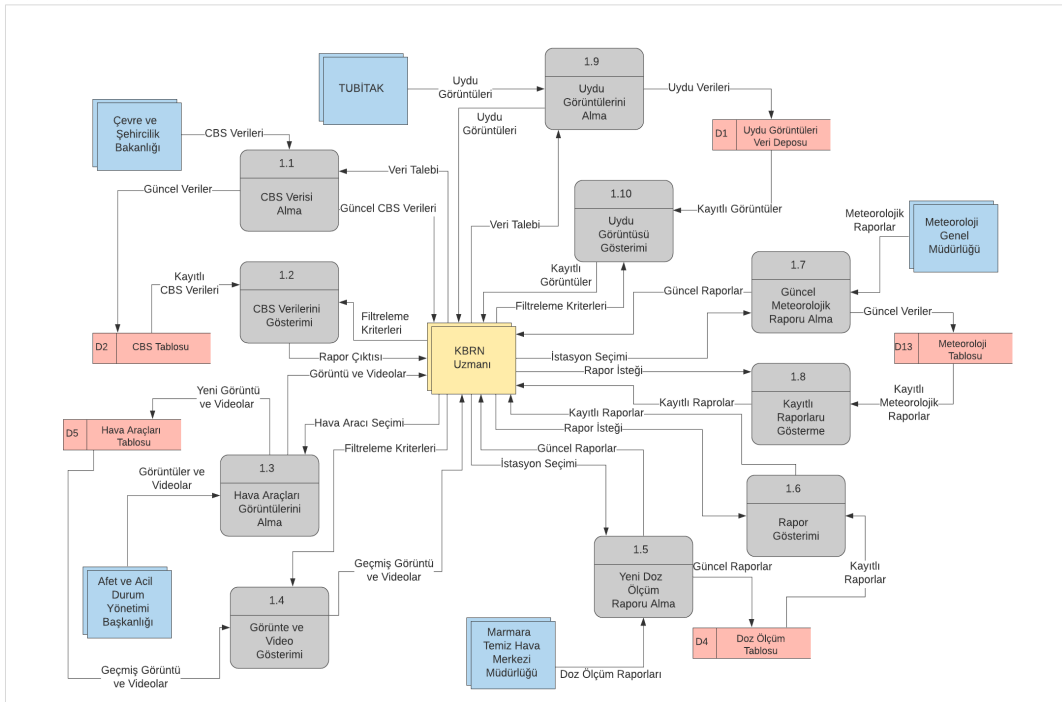 TUBİTAK
Uydu
Görüntüleri
1.9
Uydu
Görüntülerini
Alma
Uydu Verileri
Uydu
Görüntüleri
D1
Uydu Görüntüleri
Veri Deposu
Çevre ve
Şehircilik
Bakanlığı
CBS Verileri
1.1
CBS Verisi
Alma
Veri Talebi
Güncel Veriler
Güncel CBS Verileri
Veri Talebi
1.10
Uydu
Görüntüsü
Gösterimi
Kayıtlı Görüntüler
Meteorolojik
Raporlar
Meteoroloji
Genel
Müdürlüğü
Kayıtlı
CBS Verileri
1.2
CBS Verilerini
Gösterimi
Filtreleme
Kriterleri
Kayıtlı
Görüntüler
Filtreleme Kriterleri
Güncel Raporlar
1.7
Güncel
Meteorolojik
Raporu Alma
Güncel Veriler
D2
CBS Tablosu
Rapor Çıktısı
KBRN
Uzmanı
İstasyon Seçimi
D13
Meteoroloji
Tablosu
Görüntü ve Videolar
Rapor İsteği
1.8
Kayıtlı
Raporlaru
Gösterme
Kayıtlı
Meteorolojik
Raporlar
Yeni Görüntü
ve Videolar
Kayıtlı Raprolar
D5
Hava Araçları
Tablosu
Hava Aracı Seçimi
Kayıtlı Raporlar
Rapor İsteği
Filtreleme Kriterleri
Güncel Raporlar
İstasyon Seçimi
Görüntüler ve
Videolar
1.3
Hava Araçları
Görüntülerini
Alma
1.6
Rapor
Gösterimi
Afet ve Acil
Durum
Yönetimi
Başkanlığı
1.4
Görünte ve
Video
Gösterimi
Geçmiş Görüntü
ve Videolar
1.5
Yeni Doz
Ölçüm
Raporu Alma
Güncel Raporlar
Kayıtlı
Raporlar
D4
Doz Ölçüm
Tablosu
Geçmiş Görüntü
ve Videolar
Marmara
Temiz Hava
Merkezi
Müdürlüğü
Doz Ölçüm Raporları